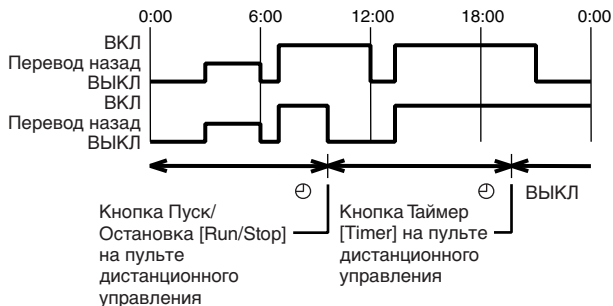 0:00 6:00 12:00 18:00 0:00
ВКЛ
Перевод назад
ВЫКЛ
ВКЛ
Перевод назад
ВЫКЛ
ВЫКЛ
Кнопка Пуск/
Остановка [Run/Stop]
на пульте
дистанционного
управления
Кнопка Таймер
[Timer] на пульте
дистанционного
управления